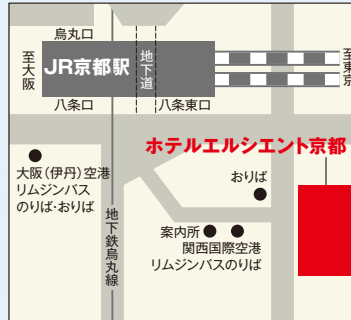 烏丸口
至大阪
JR京都駅
地下道
至東京
八条口
八条東口
ホテルエルシエント京都
大阪(伊丹)空港
リムジンバス
のりば・おりば
おりば
地下鉄烏丸線
案内所
関西国際空港
リムジンバスのりば